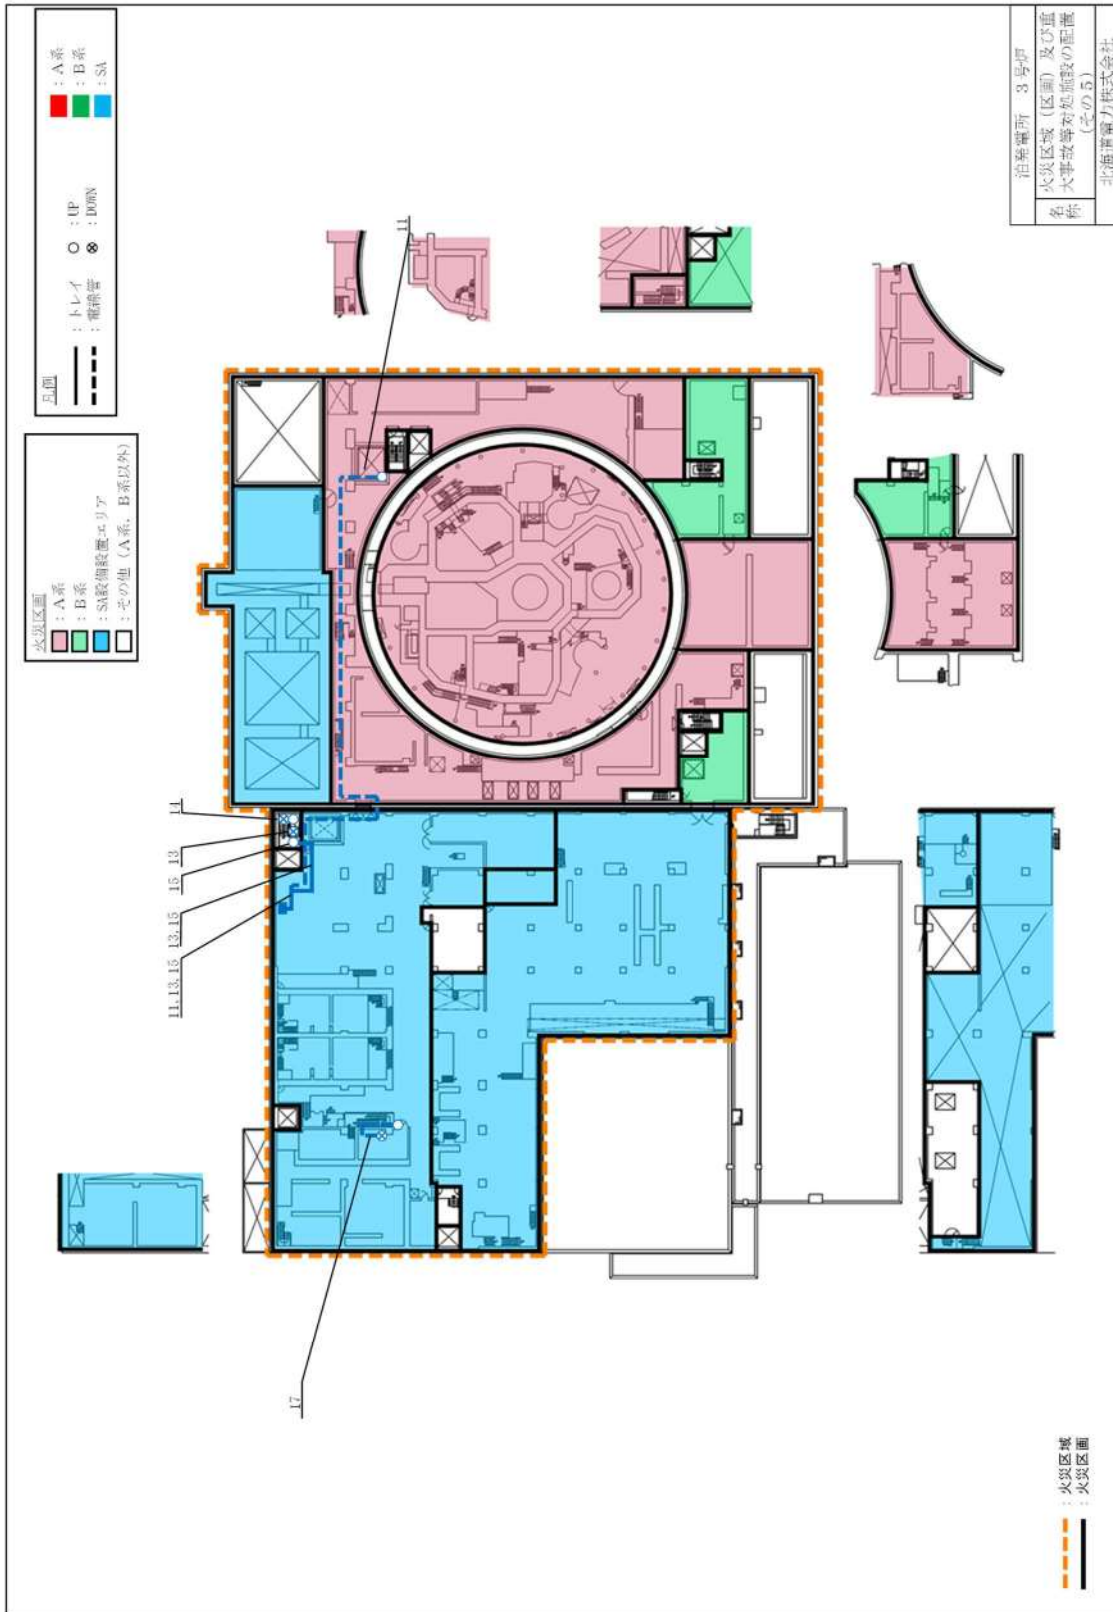 火災区画
：A系
：B系
：SA設備設置エリア
：その他（A系，B系以外）
凡例
：トレイ
：電線管
○：UP
⊗：DOWN
：A系
：B系
：SA
11
14
13
15
13,15
11,13,15
17
：火災区域
：火災区画
泊発電所　3号炉
名称
火災区域（区画）及び重
大事故等対処施設の配置
（その5）
北海道電力株式会社